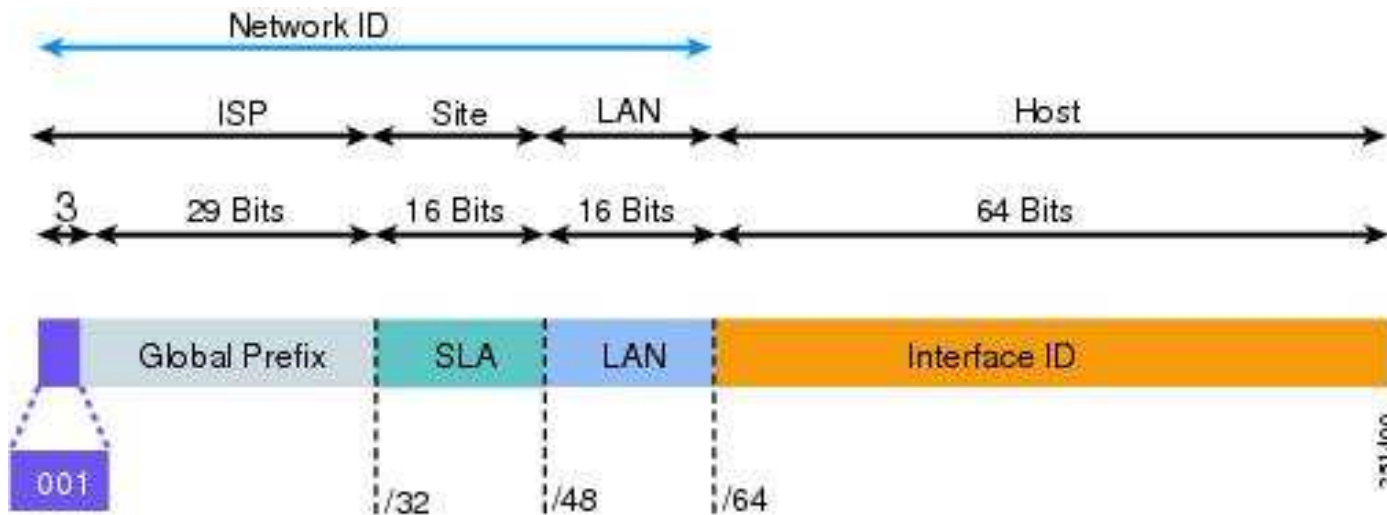 Network ID
ISP Site LAN Host
3 29 Bits 16 Bits 16 Bits 64 Bits
Global Prefix SLA LAN Interface ID
001
/32 /48 /64